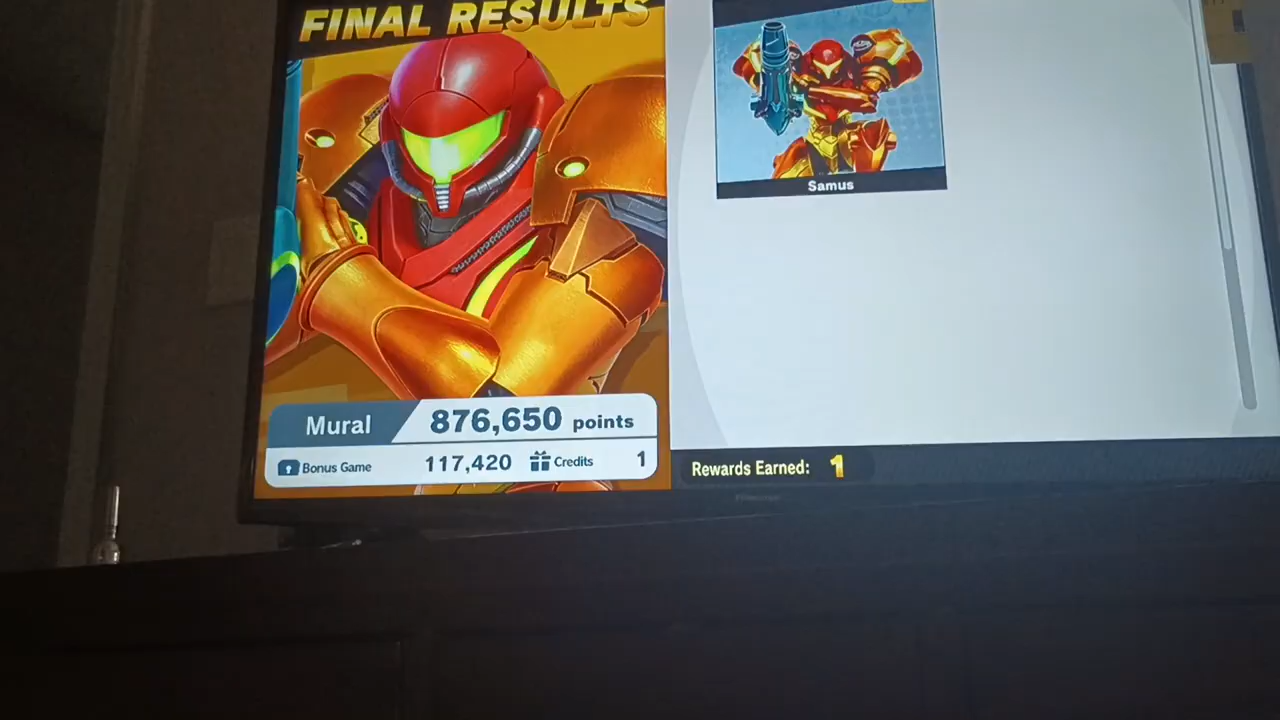 FINAL RESULTS
Samus
Mural 876,650 points
Bonus Game 117,420 Credits 1
Rewards Earned: 1